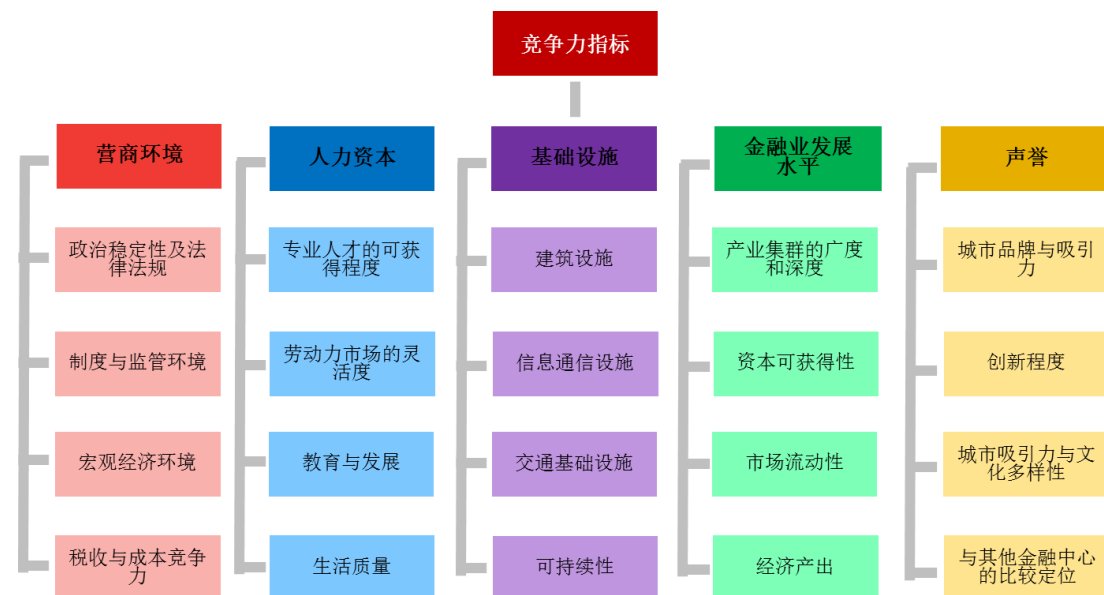 竞争力指标
营商环境
人力资本
基础设施
金融业发展
水平
声誉
政治稳定性及法
律法规
专业人才的可获
得程度
建筑设施
产业集群的广度
和深度
城市品牌与吸引
力
制度与监管环境
劳动力市场的灵
活度
信息通信设施
资本可获得性
创新程度
宏观经济环境
教育与发展
交通基础设施
市场流动性
城市吸引力与文
化多样性
税收与成本竞争
力
生活质量
可持续性
经济产出
与其他金融中心
的比较定位